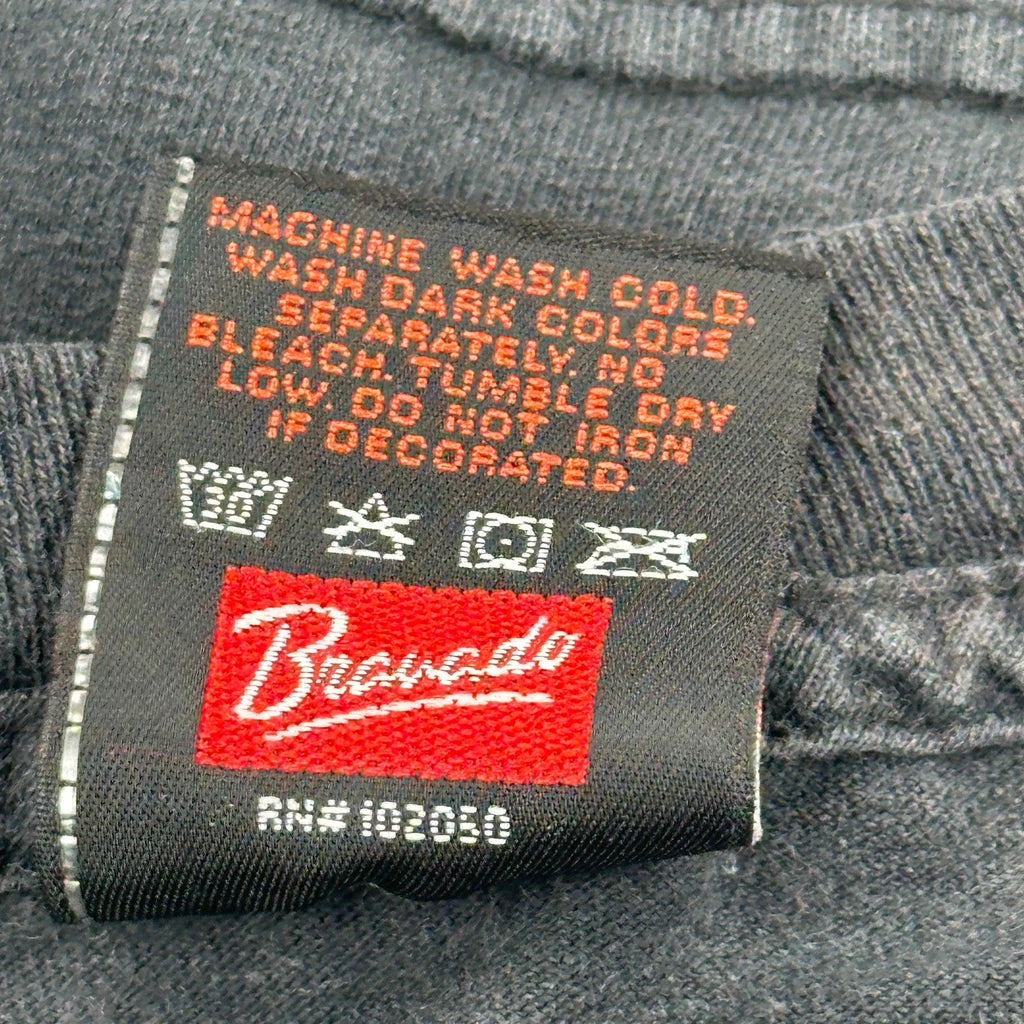 MACHINE WASH COLD.
WASH DARK COLORS
SEPARATELY. NO
BLEACH. TUMBLE DRY
LOW. DO NOT IRON
IF DECORATED.
30°
Bravado
RN# 102050